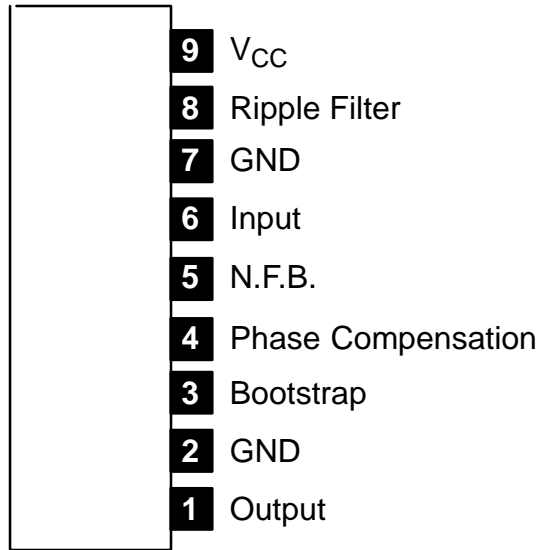 9 VCC
8 Ripple Filter
7 GND
6 Input
5 N.F.B.
4 Phase Compensation
3 Bootstrap
2 GND
1 Output